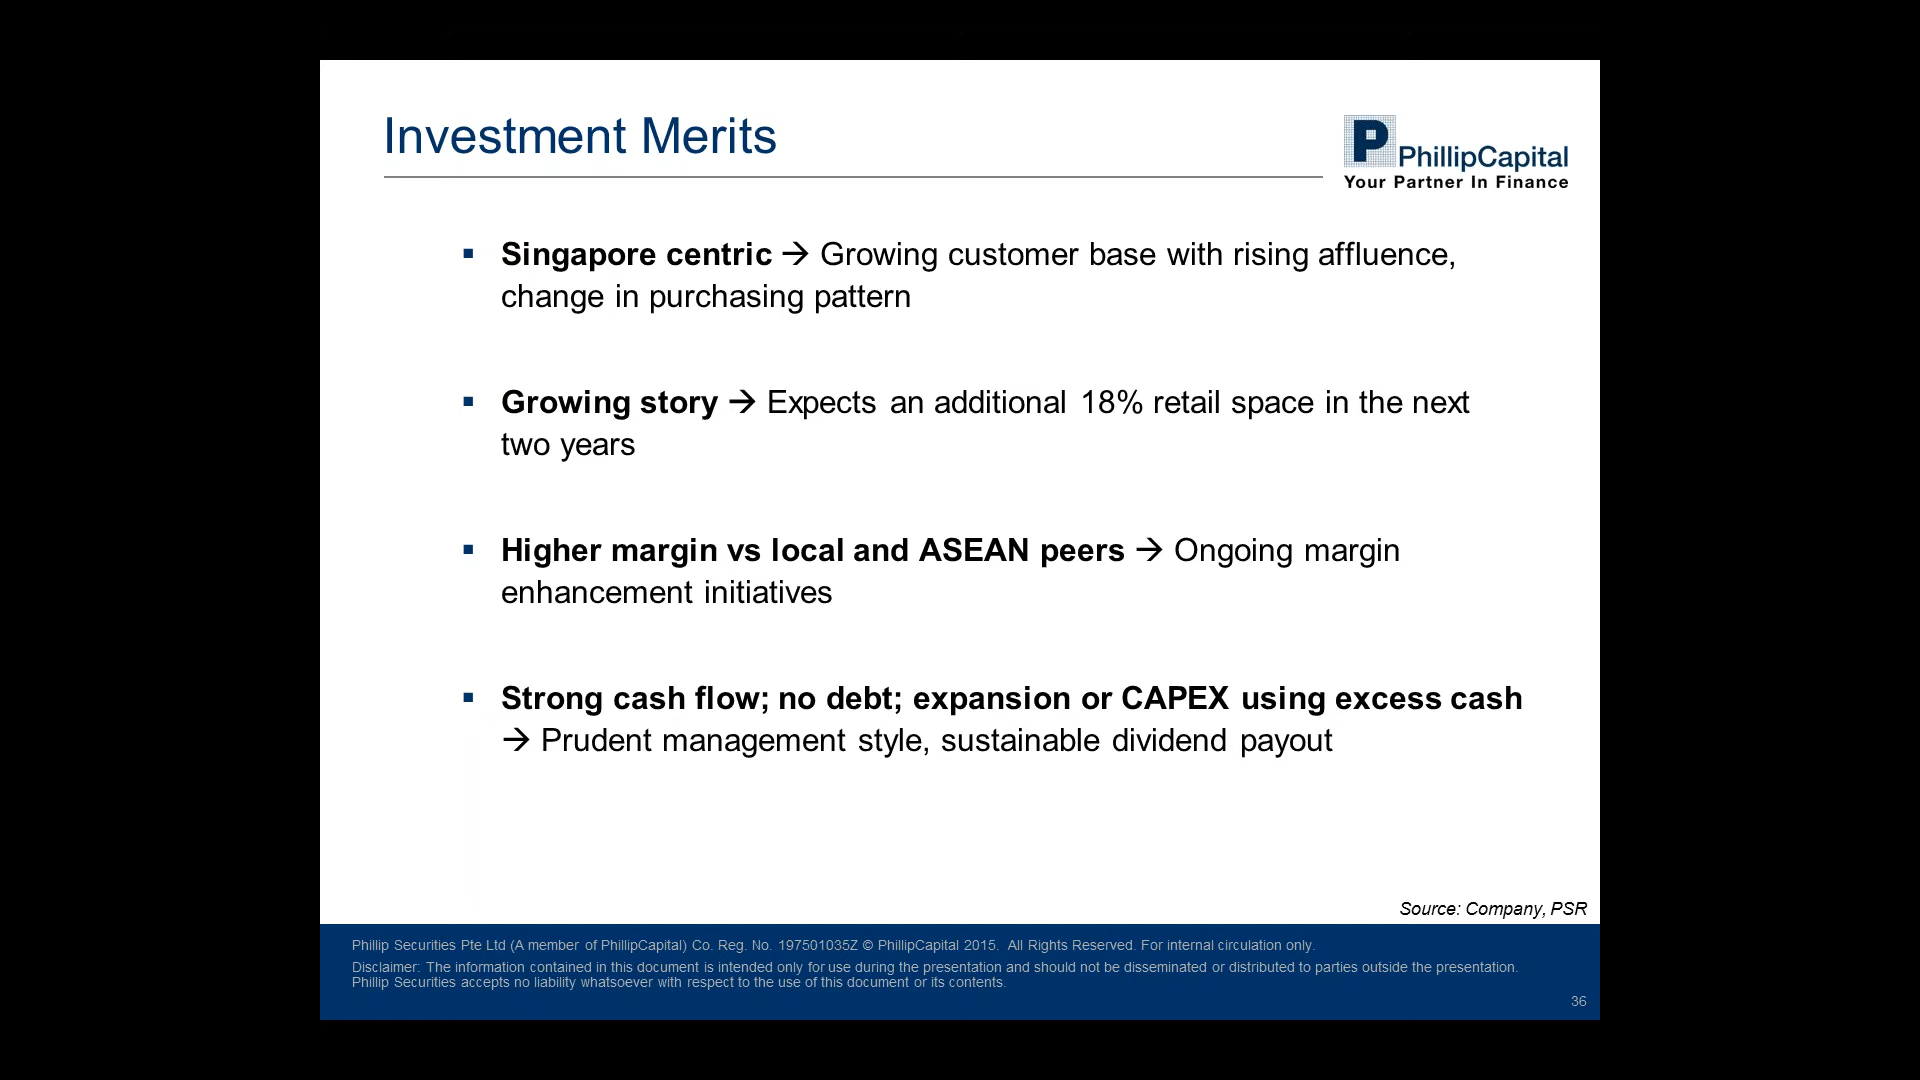 Investment Merits
PhillipCapital
Your Partner In Finance
▪ Singapore centric → Growing customer base with rising affluence,
change in purchasing pattern
▪ Growing story → Expects an additional 18% retail space in the next
two years
▪ Higher margin vs local and ASEAN peers → Ongoing margin
enhancement initiatives
▪ Strong cash flow; no debt; expansion or CAPEX using excess cash
→ Prudent management style, sustainable dividend payout
Source: Company, PSR
Phillip Securities Pte Ltd (A member of PhillipCapital) Co. Reg. No. 197501035Z © PhillipCapital 2015. All Rights Reserved. For internal circulation only.
Disclaimer: The information contained in this document is intended only for use during the presentation and should not be disseminated or distributed to parties outside the presentation.
Phillip Securities accepts no liability whatsoever with respect to the use of this document or its contents.
36